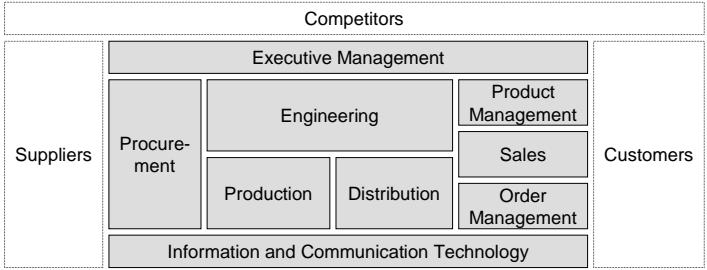 Competitors
Executive Management
Suppliers
Procure-
ment
Engineering
Production
Distribution
Product
Management
Sales
Order
Management
Customers
Information and Communication Technology